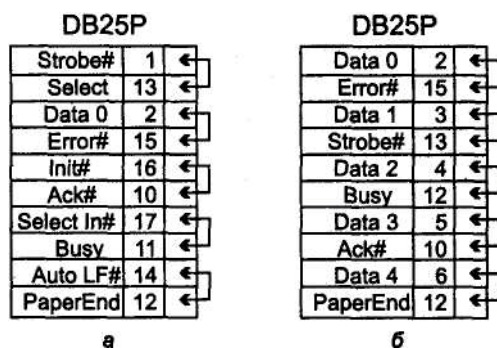 DB25P
Strobe# 1
Select 13
Data 0 2
Error# 15
Init# 16
Ack# 10
Select In# 17
Busy 11
Auto LF# 14
PaperEnd 12
а
DB25P
Data 0 2
Error# 15
Data 1 3
Strobe# 13
Data 2 4
Busy 12
Data 3 5
Ack# 10
Data 4 6
PaperEnd 12
б